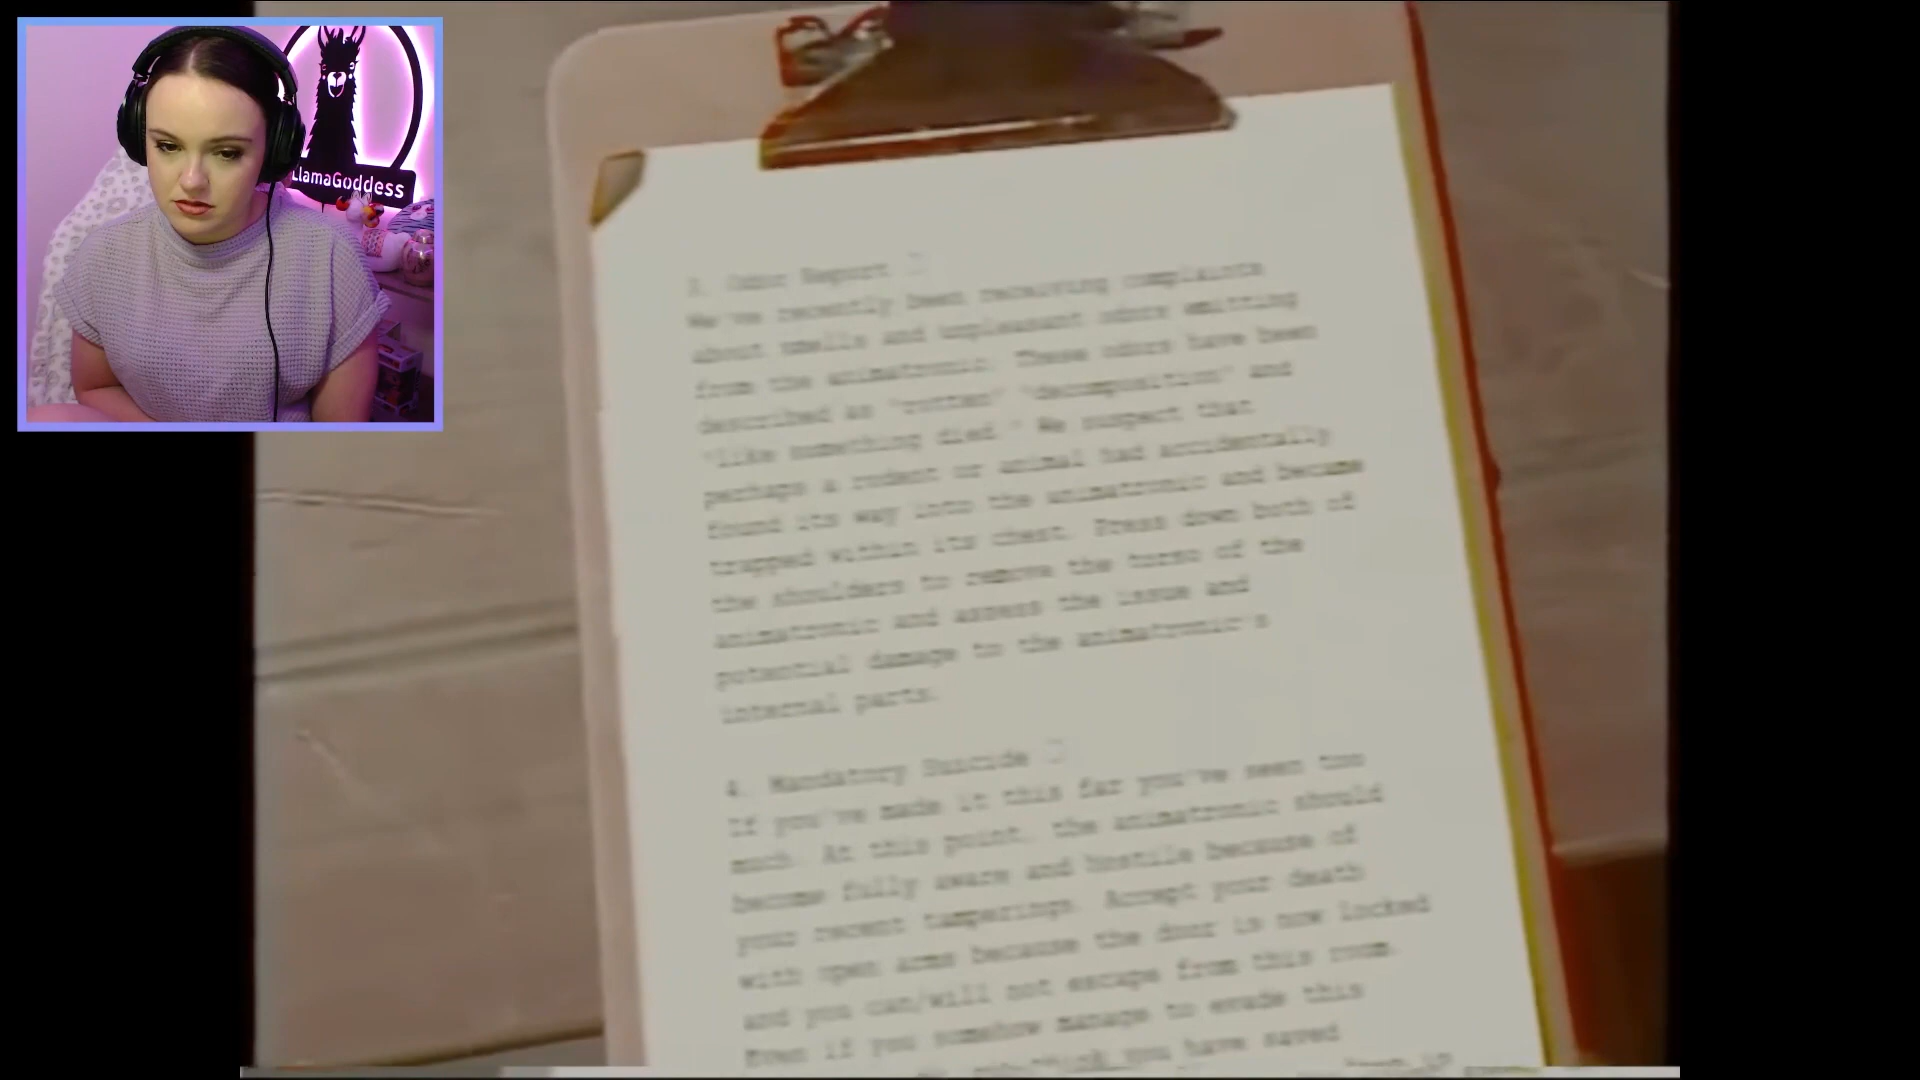 LlamaGoddess
3. Odor Report
We've recently been receiving complaints
about smells and unpleasant odors emitting
from the animatronic. These odors have been
described as "rotten" "decomposition" and
"like something died." We suspect that
perhaps a rodent or animal had accidentally
found its way into the animatronic and became
trapped within its chest. Press down both of
the shoulders to remove the torso of the
animatronic and assess the issue and
potential damage to the animatronic's
internal parts.
4. Mandatory Suicide
If you've made it this far you've seen too
much. At this point, the animatronic should
become fully aware and hostile because of
your recent tamperings. Accept your death
with open arms because the door is now locked
and you can/will not escape from this room.
Even if you somehow manage to evade this
think you have saved